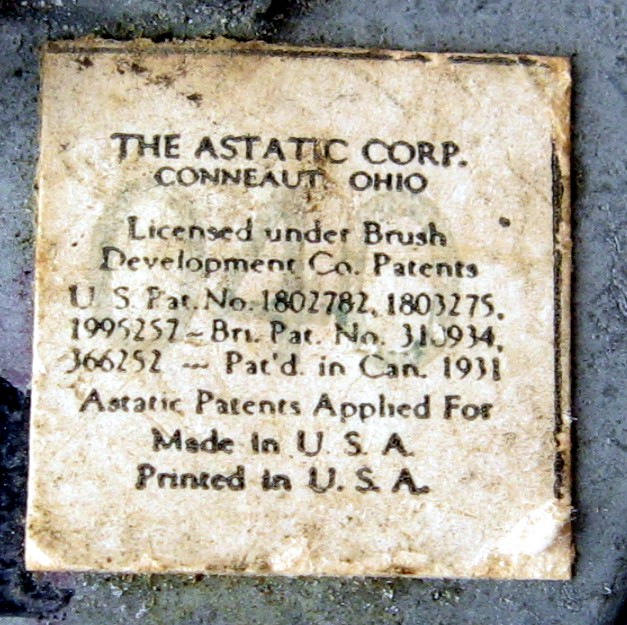 THE ASTATIC CORP.
CONNEAUT, OHIO
Licensed under Brush
Development Co. Patents
U. S. Pat. No. 1802782, 1803275,
1995257 – Bri. Pat. No. 310934,
366252 — Pat'd. in Can. 1931
Astatic Patents Applied For
Made in U. S. A.
Printed in U. S. A.